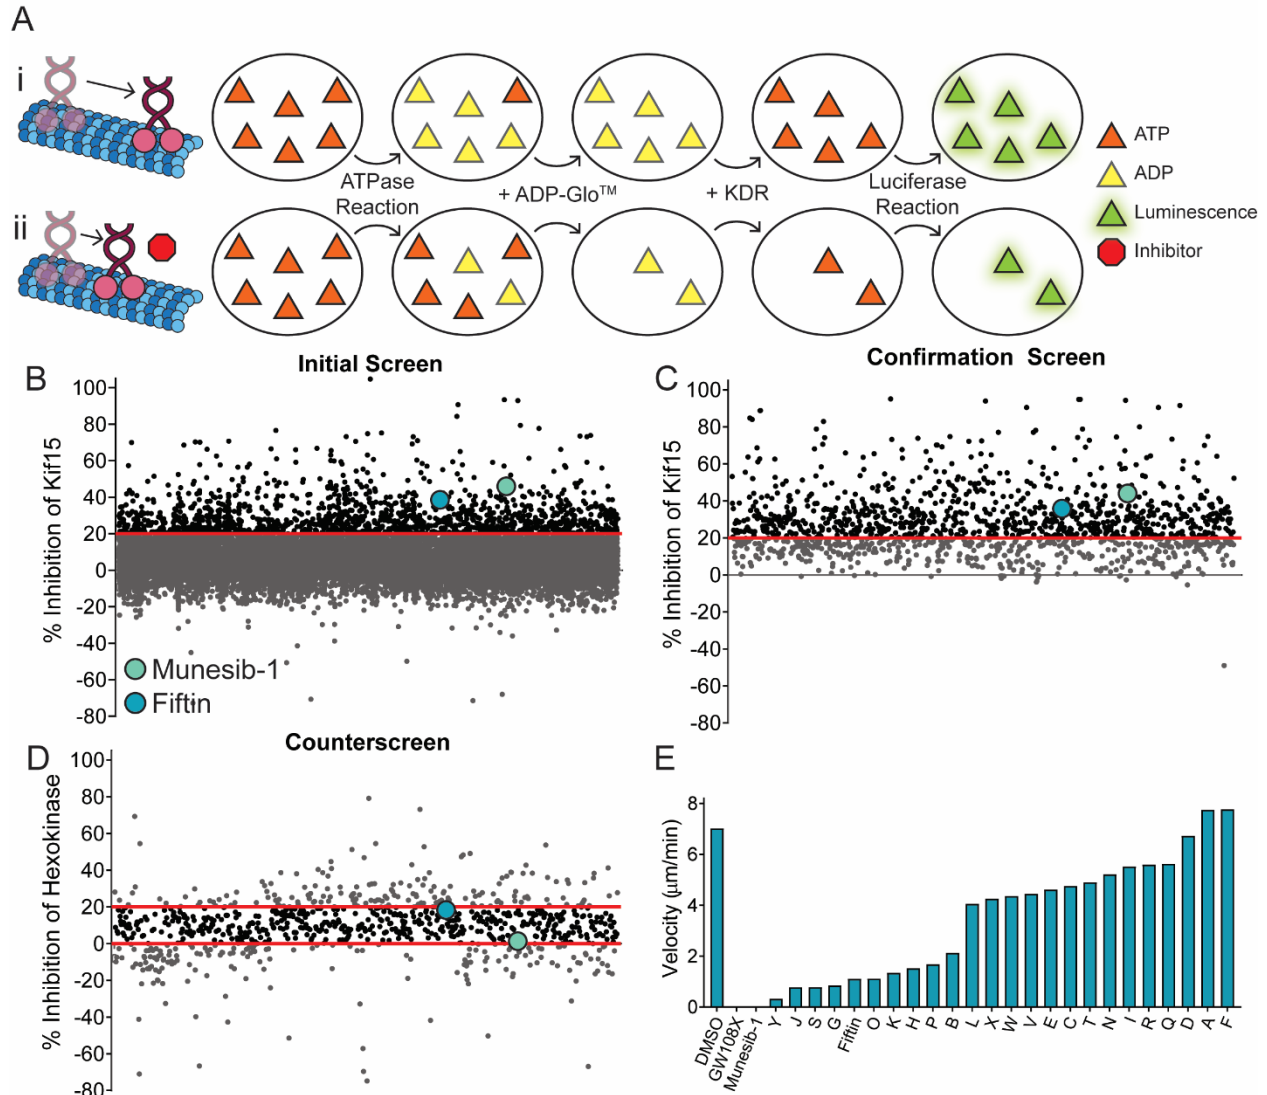 A
i
ii
ATPase
Reaction
+ ADP-Glo™
+ KDR
Luciferase
Reaction
ATP
ADP
Luminescence
Inhibitor
B
Initial Screen
% Inhibition of Kif15
100
80
60
40
20
0
-20
-40
-60
-80
Munesib-1
Fiftin
C
Confirmation Screen
% Inhibition of Kif15
100
80
60
40
20
0
-20
-40
-60
-80
D
Counterscreen
% Inhibition of Hexokinase
100
80
60
40
20
0
-20
-40
-60
-80
E
Velocity (μm/min)
8
6
4
2
0
DMSO
GW108X
Munesib-1
Y
J
S
G
Fiftin
O
K
H
P
B
L
X
W
V
E
C
T
N
I
R
Q
D
A
F